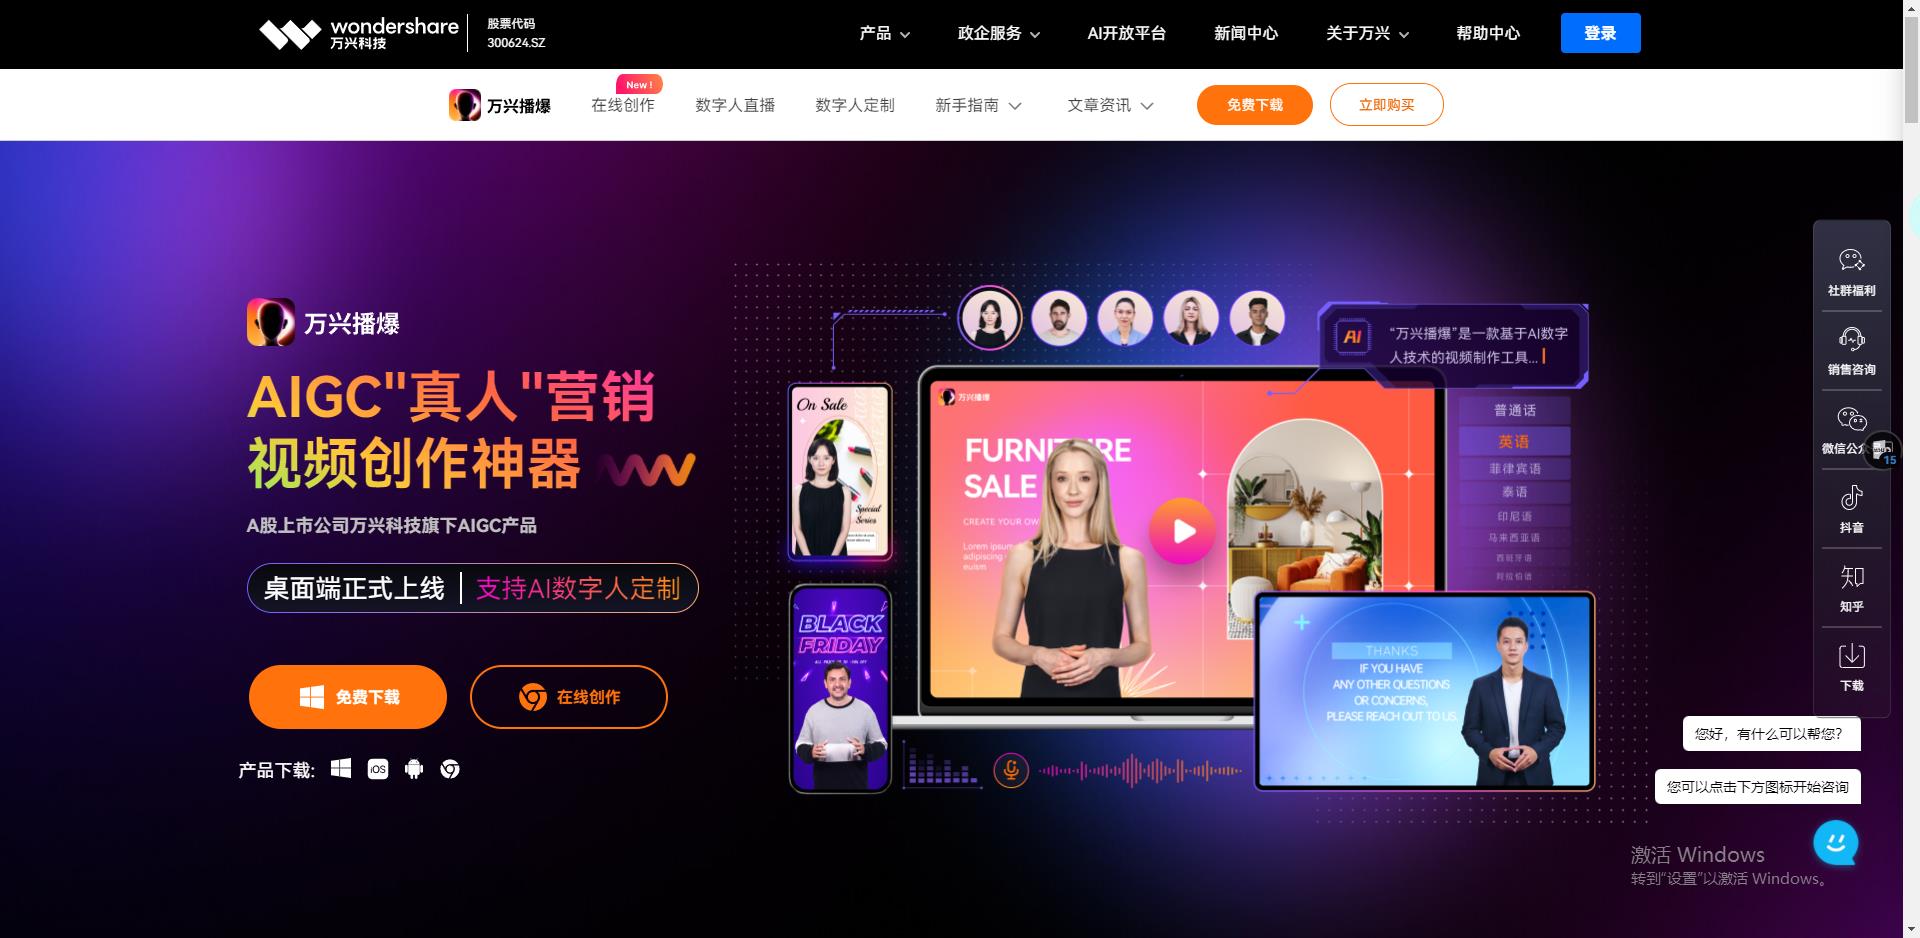 wondershare
万兴科技
股票代码
300624.SZ
产品
政企服务
AI开放平台
新闻中心
关于万兴
帮助中心
登录
万兴播爆
New !
在线创作
数字人直播
数字人定制
新手指南
文章资讯
免费下载
立即购买
万兴播爆
AIGC"真人"营销
视频创作神器
A股上市公司万兴科技旗下AIGC产品
桌面端正式上线
支持AI数字人定制
免费下载
在线创作
产品下载:
iOS
AI
“万兴播爆”是一款基于AI数字
人技术的视频制作工具...
On Sale
Special
Series
万兴播爆
FURNITURE
SALE
CREATE YOUR OWN
Lorem ipsum
adipiscing
euism
普通话
英语
菲律宾语
泰语
印尼语
马来西亚语
西班牙语
阿拉伯语
BLACK
FRIDAY
THANKS
IF YOU HAVE
ANY OTHER QUESTIONS
OR CONCERNS,
PLEASE REACH OUT TO US.
社群福利
销售咨询
微信公众
15
抖音
知
知乎
下载
您好，有什么可以帮您?
您可以点击下方图标开始咨询
激活 Windows
转到“设置”以激活 Windows。